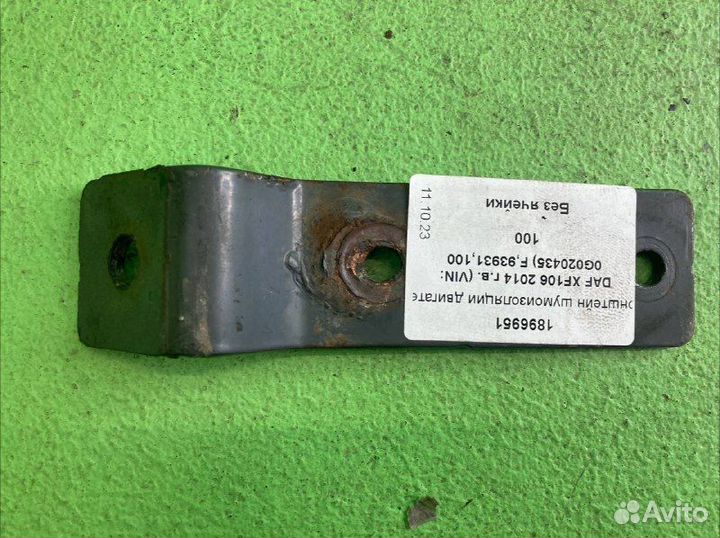 1896951
онштейн шумоизоляции двигате
DAF XF106 2014 г.в. (VIN:
0G020435) F,93931,100
100
Без ячейки
11.10.23
Avito